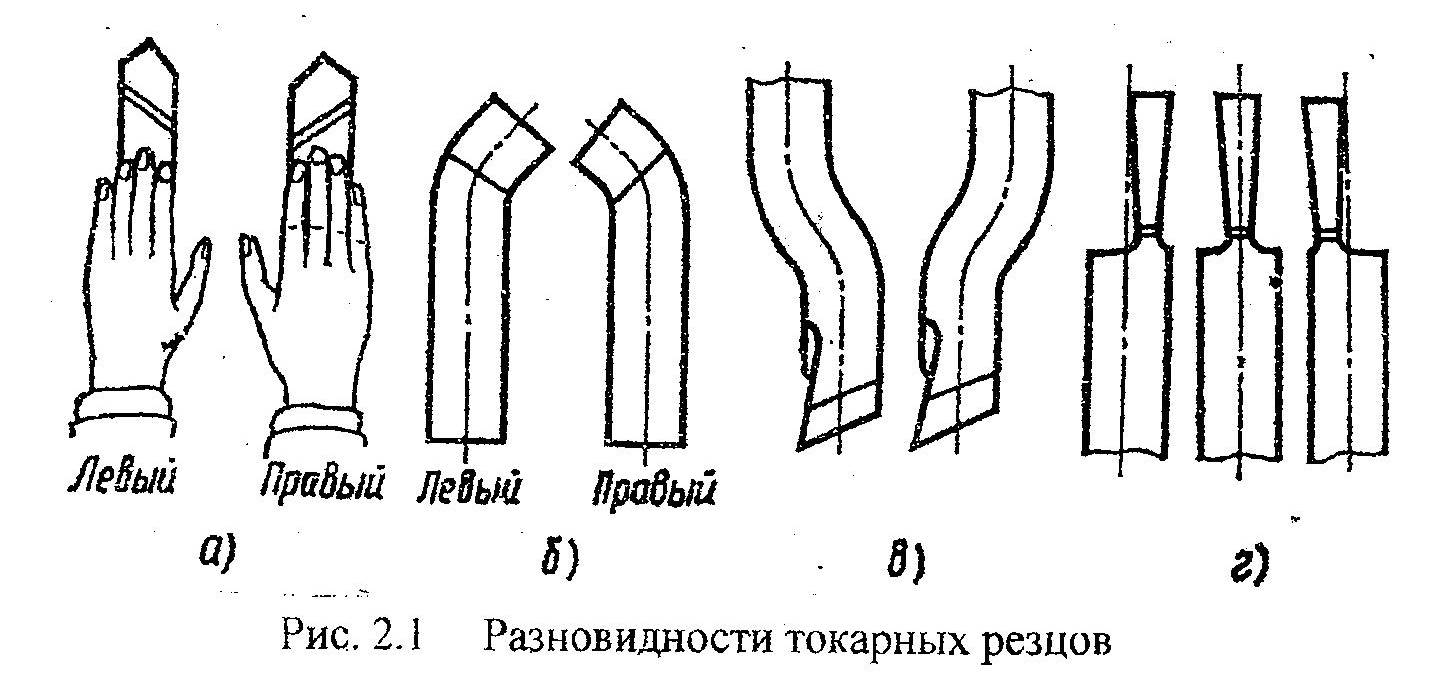 Левый Правый Левый Правый
а) б) в) г)
Рис. 2.1 Разновидности токарных резцов